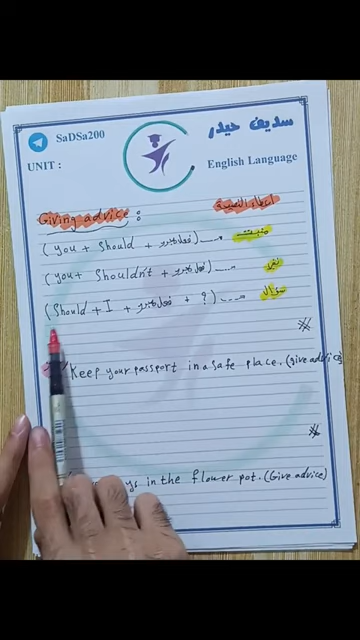 SaDSa200
سديف حيدر
UNIT :
English Language
Giving advice :
اعطاء النصيحة
(you + should + فعل مجرد) ---- مثبت
(you + Shouldn't + فعل مجرد) --- نفي
(Should + I + فعل مجرد + ?) ---- سؤال
Keep your passport in a safe place. (give advice)
in the flower pot. (Give advice)